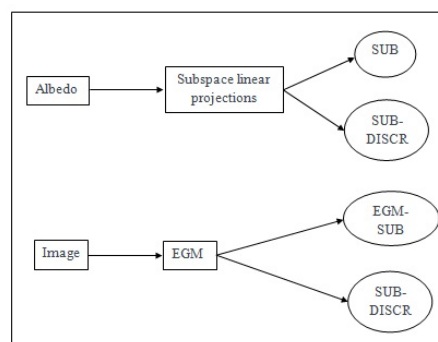 SUB
Albedo
Subspace linear
projections
SUB-
DISCR
EGM-
SUB
Image
EGM
SUB-
DISCR